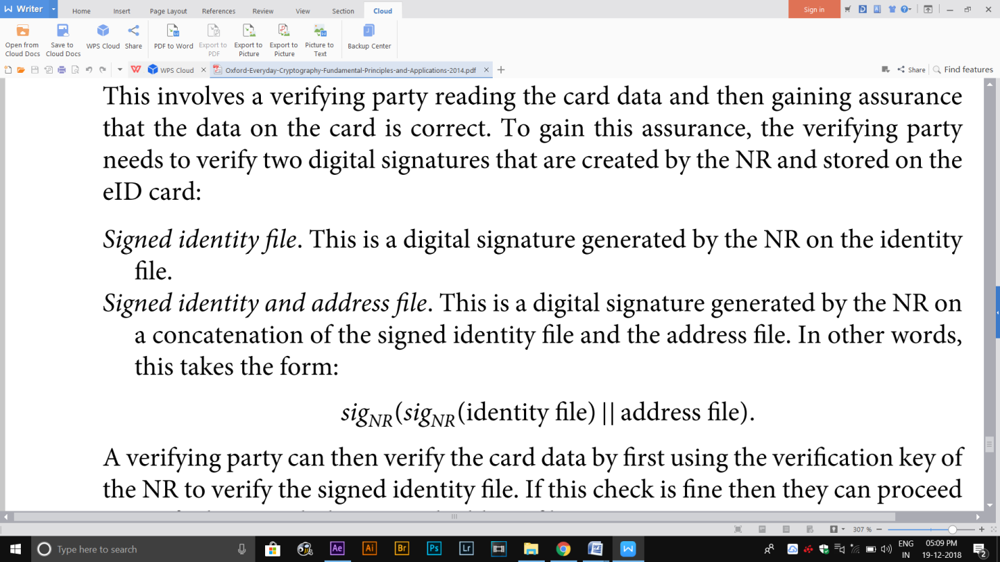 Writer
Home Insert Page Layout References Review View Section Cloud Sign in
Open from Cloud Docs
Save to Cloud Docs
WPS Cloud
Share
PDF to Word
Export to PDF
Export to Picture
Export to Picture
Picture to Text
Backup Center
WPS Cloud Oxford-Everyday-Cryptography-Fundamental-Principles-and-Applications-2014.pdf Share Find features
This involves a verifying party reading the card data and then gaining assurance
that the data on the card is correct. To gain this assurance, the verifying party
needs to verify two digital signatures that are created by the NR and stored on the
eID card:
Signed identity file. This is a digital signature generated by the NR on the identity
file.
Signed identity and address file. This is a digital signature generated by the NR on
a concatenation of the signed identity file and the address file. In other words,
this takes the form:
sigNR(sigNR(identity file) || address file).
A verifying party can then verify the card data by first using the verification key of
the NR to verify the signed identity file. If this check is fine then they can proceed
307 %
Type here to search
Ae Ai Br Ps Lr
ENG 05:09 PM
IN 19-12-2018
2